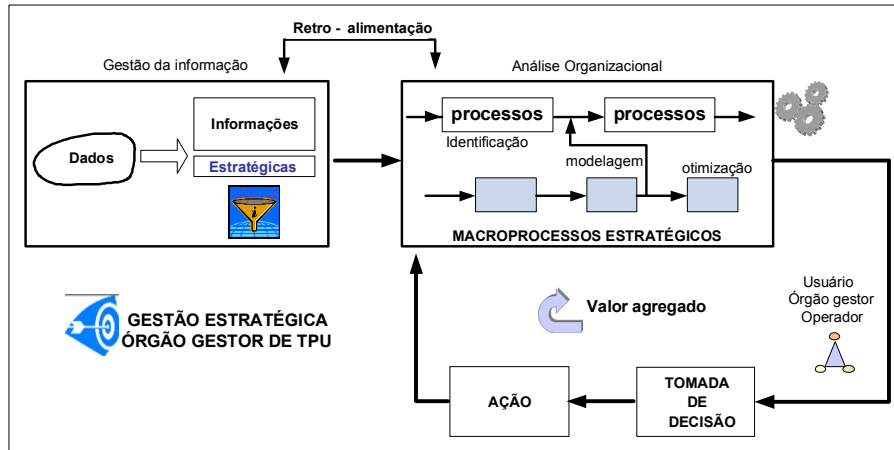 Retro - alimentação
Gestão da informação
Análise Organizacional
Dados
Informações
Estratégicas
i
processos
processos
Identificação
modelagem
otimização
MACROPROCESSOS ESTRATÉGICOS
GESTÃO ESTRATÉGICA
ÓRGÃO GESTOR DE TPU
Valor agregado
Usuário
Órgão gestor
Operador
AÇÃO
TOMADA
DE
DECISÃO